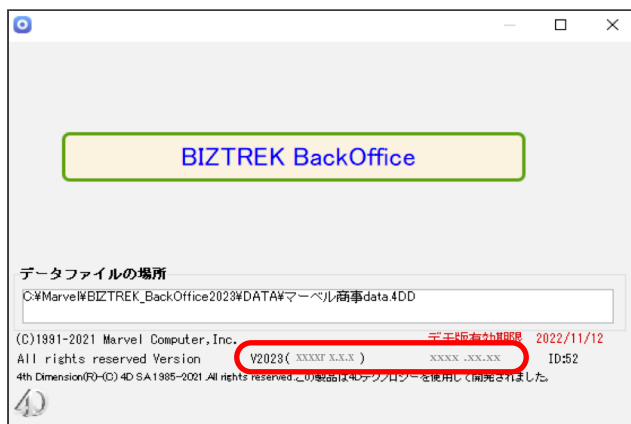 BIZTREK BackOffice
データファイルの場所
C:¥Marvel¥BIZTREK_BackOffice2023¥DATA¥マーベル商事data.4DD
(C)1991-2021 Marvel Computer,Inc. デモ版有効期限 2022/11/12
All rights reserved Version V2023( xxxxr x.x.x ) xxxx .xx.xx ID:52
4th Dimension(R)-(C) 4D SA 1985-2021 .All rights reserved.この製品は4Dテクノロジーを使用して開発されました。
4D